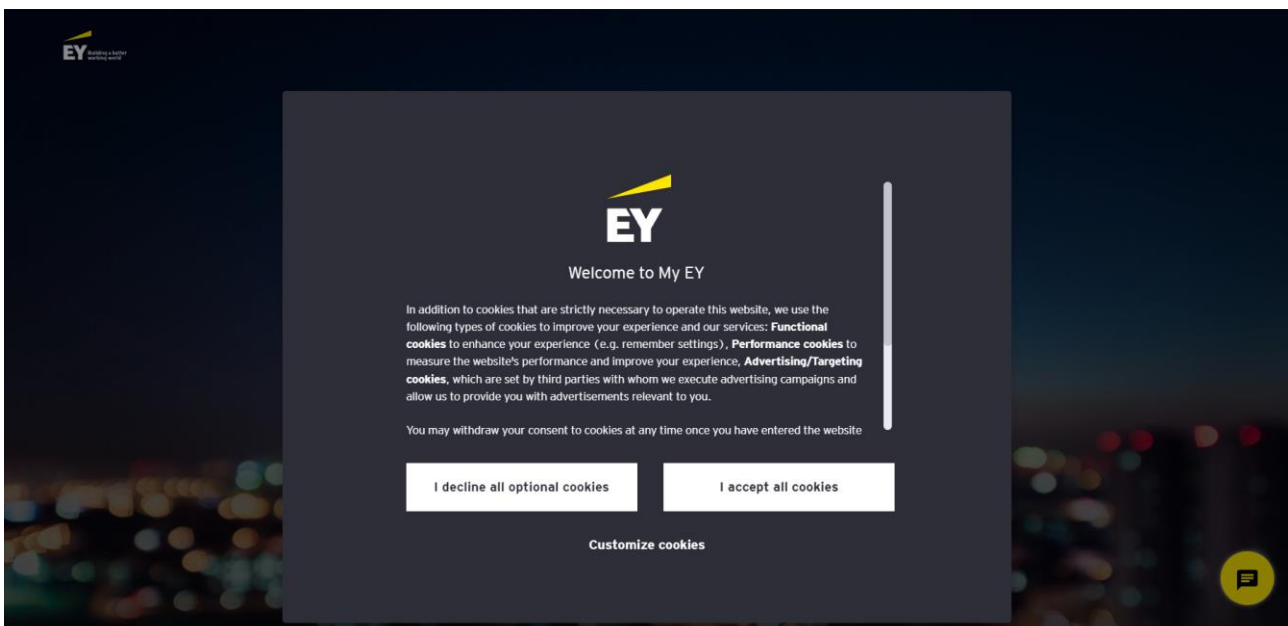 EY Building a better
working world
EY
Welcome to My EY
In addition to cookies that are strictly necessary to operate this website, we use the
following types of cookies to improve your experience and our services: Functional
cookies to enhance your experience (e.g. remember settings), Performance cookies to
measure the website's performance and improve your experience, Advertising/Targeting
cookies, which are set by third parties with whom we execute advertising campaigns and
allow us to provide you with advertisements relevant to you.
You may withdraw your consent to cookies at any time once you have entered the website
I decline all optional cookies
I accept all cookies
Customize cookies